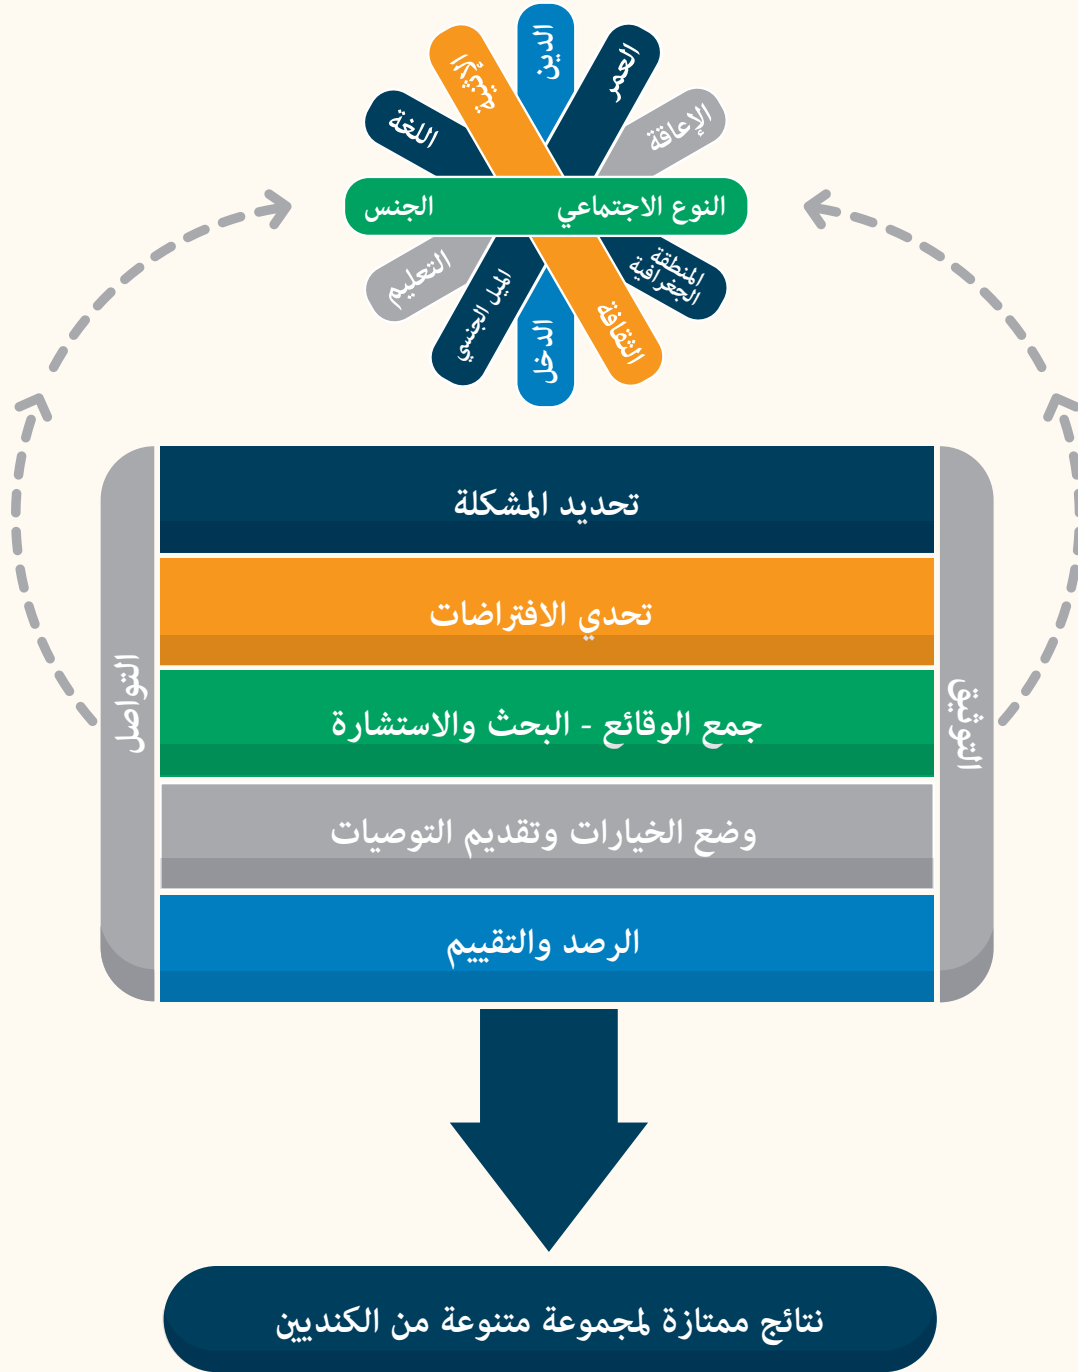 الدين
العمر
الإثنية
الإعاقة
اللغة
النوع الاجتماعي
الجنس
المنطقة
الجغرافية
التعليم
الميل الجنسي
الثقافة
الدخل
تحديد المشكلة
تحدي الافتراضات
جمع الوقائع - البحث والاستشارة
وضع الخيارات وتقديم التوصيات
الرصد والتقييم
التوثيق
التواصل
نتائج ممتازة لمجموعة متنوعة من الكنديين